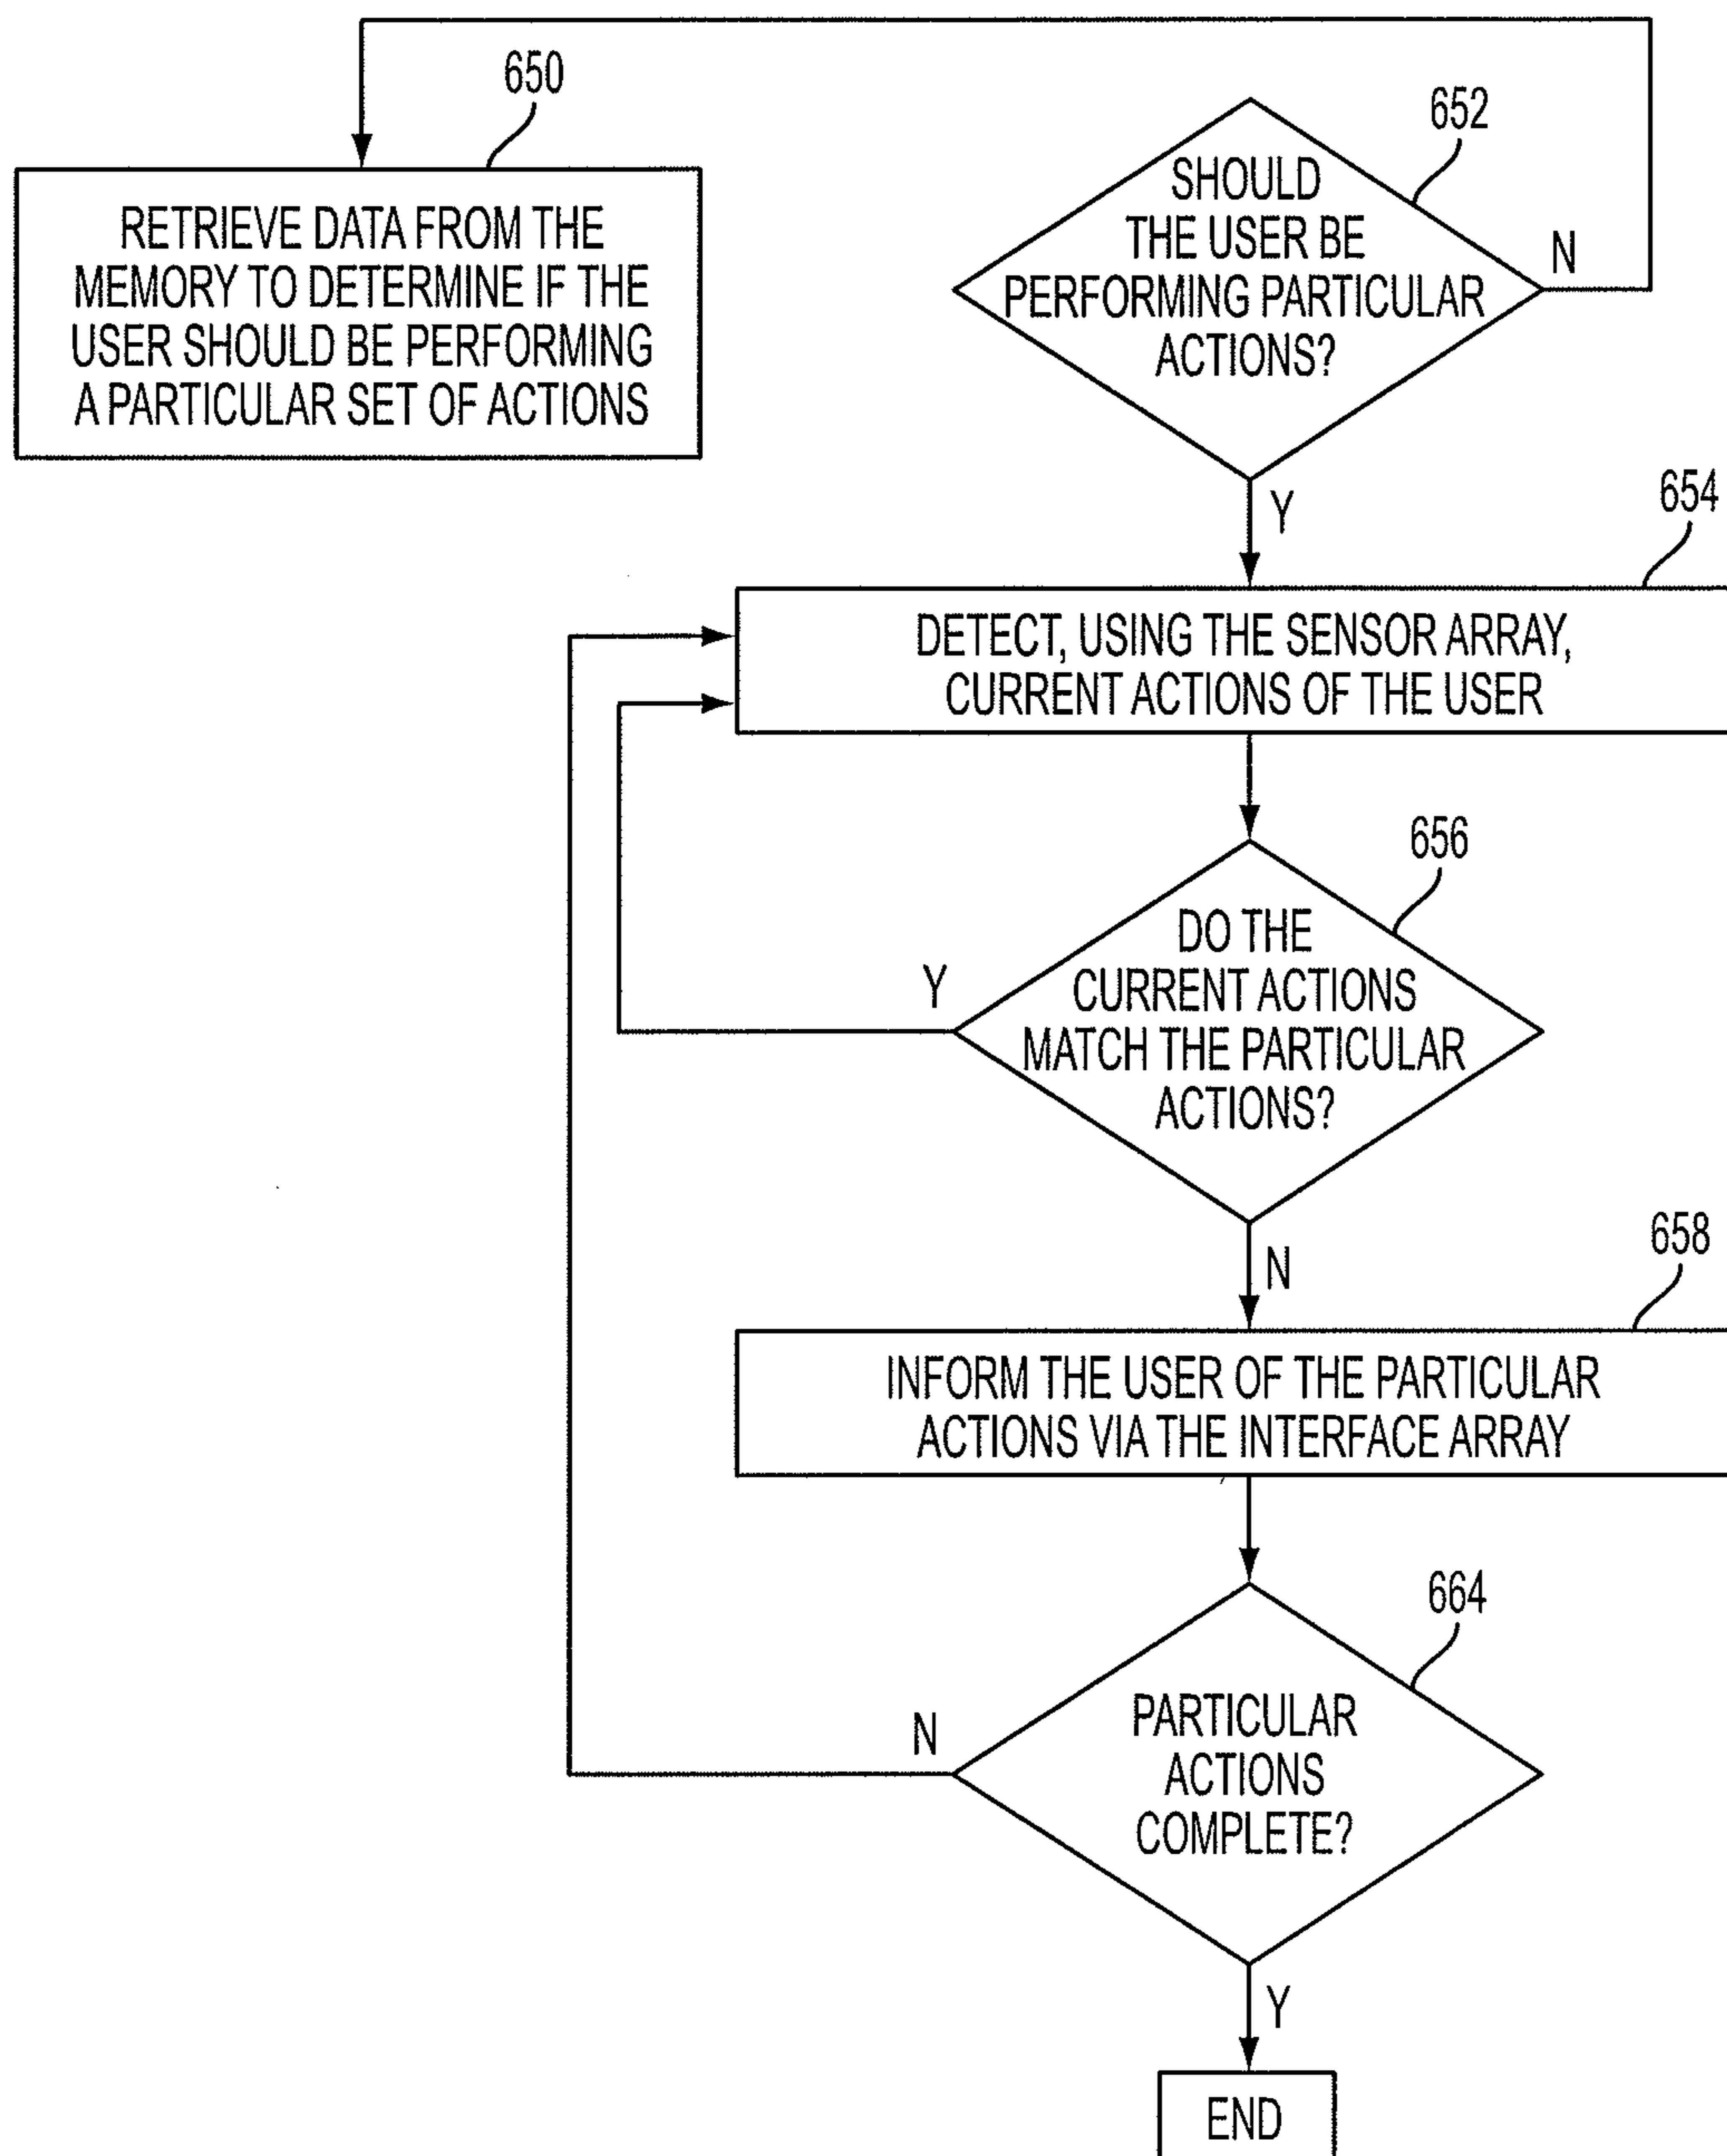 650
RETRIEVE DATA FROM THE
MEMORY TO DETERMINE IF THE
USER SHOULD BE PERFORMING
A PARTICULAR SET OF ACTIONS
652
SHOULD
THE USER BE
PERFORMING PARTICULAR
ACTIONS?
N
Y
654
DETECT, USING THE SENSOR ARRAY,
CURRENT ACTIONS OF THE USER
656
DO THE
CURRENT ACTIONS
MATCH THE PARTICULAR
ACTIONS?
Y
N
658
INFORM THE USER OF THE PARTICULAR
ACTIONS VIA THE INTERFACE ARRAY
664
PARTICULAR
ACTIONS
COMPLETE?
N
Y
END